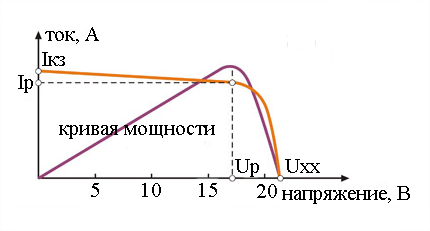 ток, А
Iкз
Iр
кривая мощности
Uр
Uхх
5
10
15
20
напряжение, В